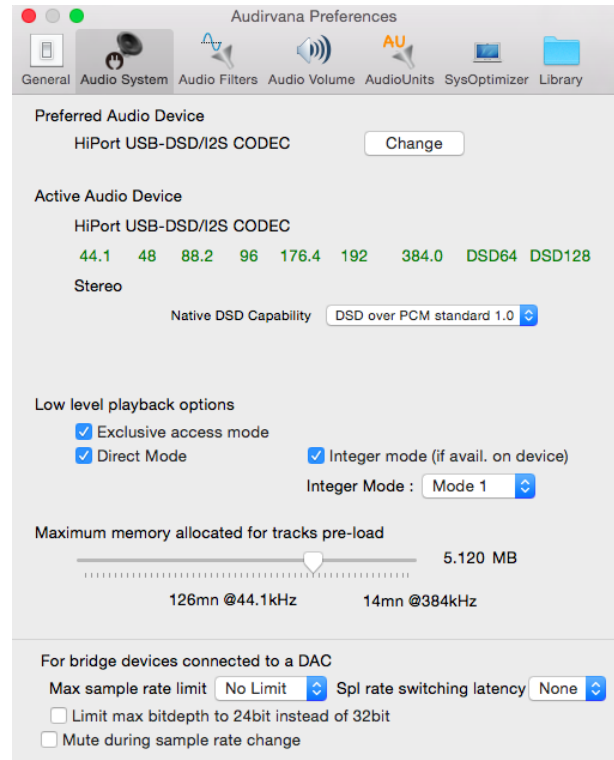 Audirvana Preferences
AU
General Audio System Audio Filters Audio Volume AudioUnits SysOptimizer Library
Preferred Audio Device
HiPort USB-DSD/I2S CODEC Change
Active Audio Device
HiPort USB-DSD/I2S CODEC
44.1 48 88.2 96 176.4 192 384.0 DSD64 DSD128
Stereo
Native DSD Capability DSD over PCM standard 1.0
Low level playback options
Exclusive access mode
Direct Mode Integer mode (if avail. on device)
Integer Mode : Mode 1
Maximum memory allocated for tracks pre-load
5.120 MB
126mn @44.1kHz 14mn @384kHz
For bridge devices connected to a DAC
Max sample rate limit No Limit Spl rate switching latency None
Limit max bitdepth to 24bit instead of 32bit
Mute during sample rate change